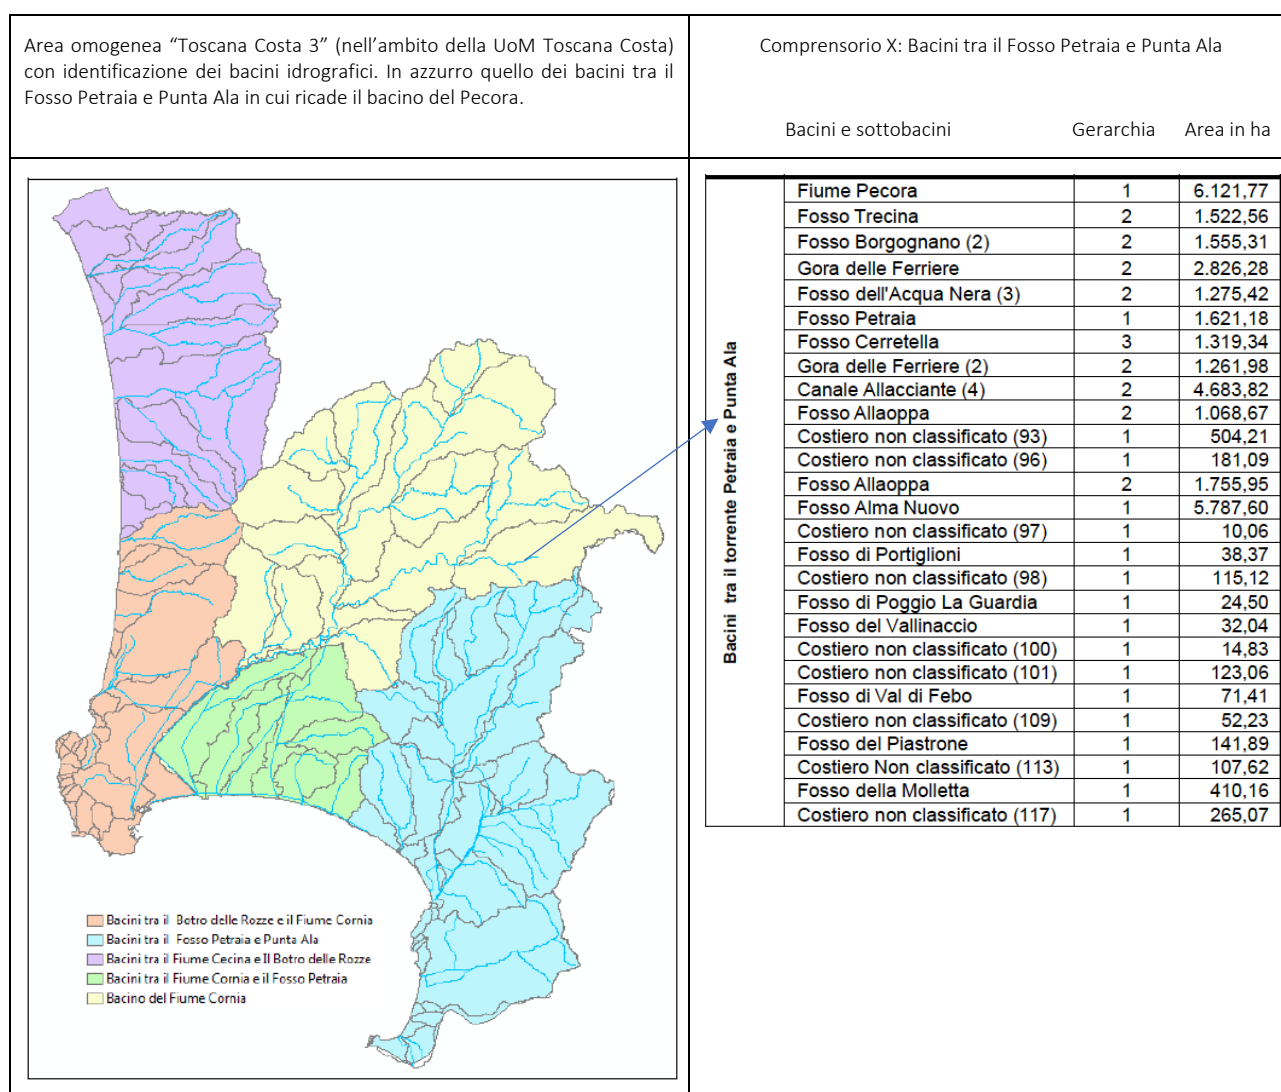 Area omogenea “Toscana Costa 3” (nell’ambito della UoM Toscana Costa)
con identificazione dei bacini idrografici. In azzurro quello dei bacini tra il
Fosso Petraia e Punta Ala in cui ricade il bacino del Pecora.
Bacini tra il Botro delle Rozze e il Fiume Cornia
Bacini tra il Fosso Petraia e Punta Ala
Bacini tra il Fiume Cecina e Il Botro delle Rozze
Bacini tra il Fiume Cornia e il Fosso Petraia
Bacino del Fiume Cornia
Comprensorio X: Bacini tra il Fosso Petraia e Punta Ala
Bacini e sottobacini Gerarchia Area in ha
Bacini tra il torrente Petraia e Punta Ala
Fiume Pecora 1 6.121,77
Fosso Trecina 2 1.522,56
Fosso Borgognano (2) 2 1.555,31
Gora delle Ferriere 2 2.826,28
Fosso dell'Acqua Nera (3) 2 1.275,42
Fosso Petraia 1 1.621,18
Fosso Cerretella 3 1.319,34
Gora delle Ferriere (2) 2 1.261,98
Canale Allacciante (4) 2 4.683,82
Fosso Allaoppa 2 1.068,67
Costiero non classificato (93) 1 504,21
Costiero non classificato (96) 1 181,09
Fosso Allaoppa 2 1.755,95
Fosso Alma Nuovo 1 5.787,60
Costiero non classificato (97) 1 10,06
Fosso di Portiglioni 1 38,37
Costiero non classificato (98) 1 115,12
Fosso di Poggio La Guardia 1 24,50
Fosso del Vallinaccio 1 32,04
Costiero non classificato (100) 1 14,83
Costiero non classificato (101) 1 123,06
Fosso di Val di Febo 1 71,41
Costiero non classificato (109) 1 52,23
Fosso del Piastrone 1 141,89
Costiero Non classificato (113) 1 107,62
Fosso della Molletta 1 410,16
Costiero non classificato (117) 1 265,07